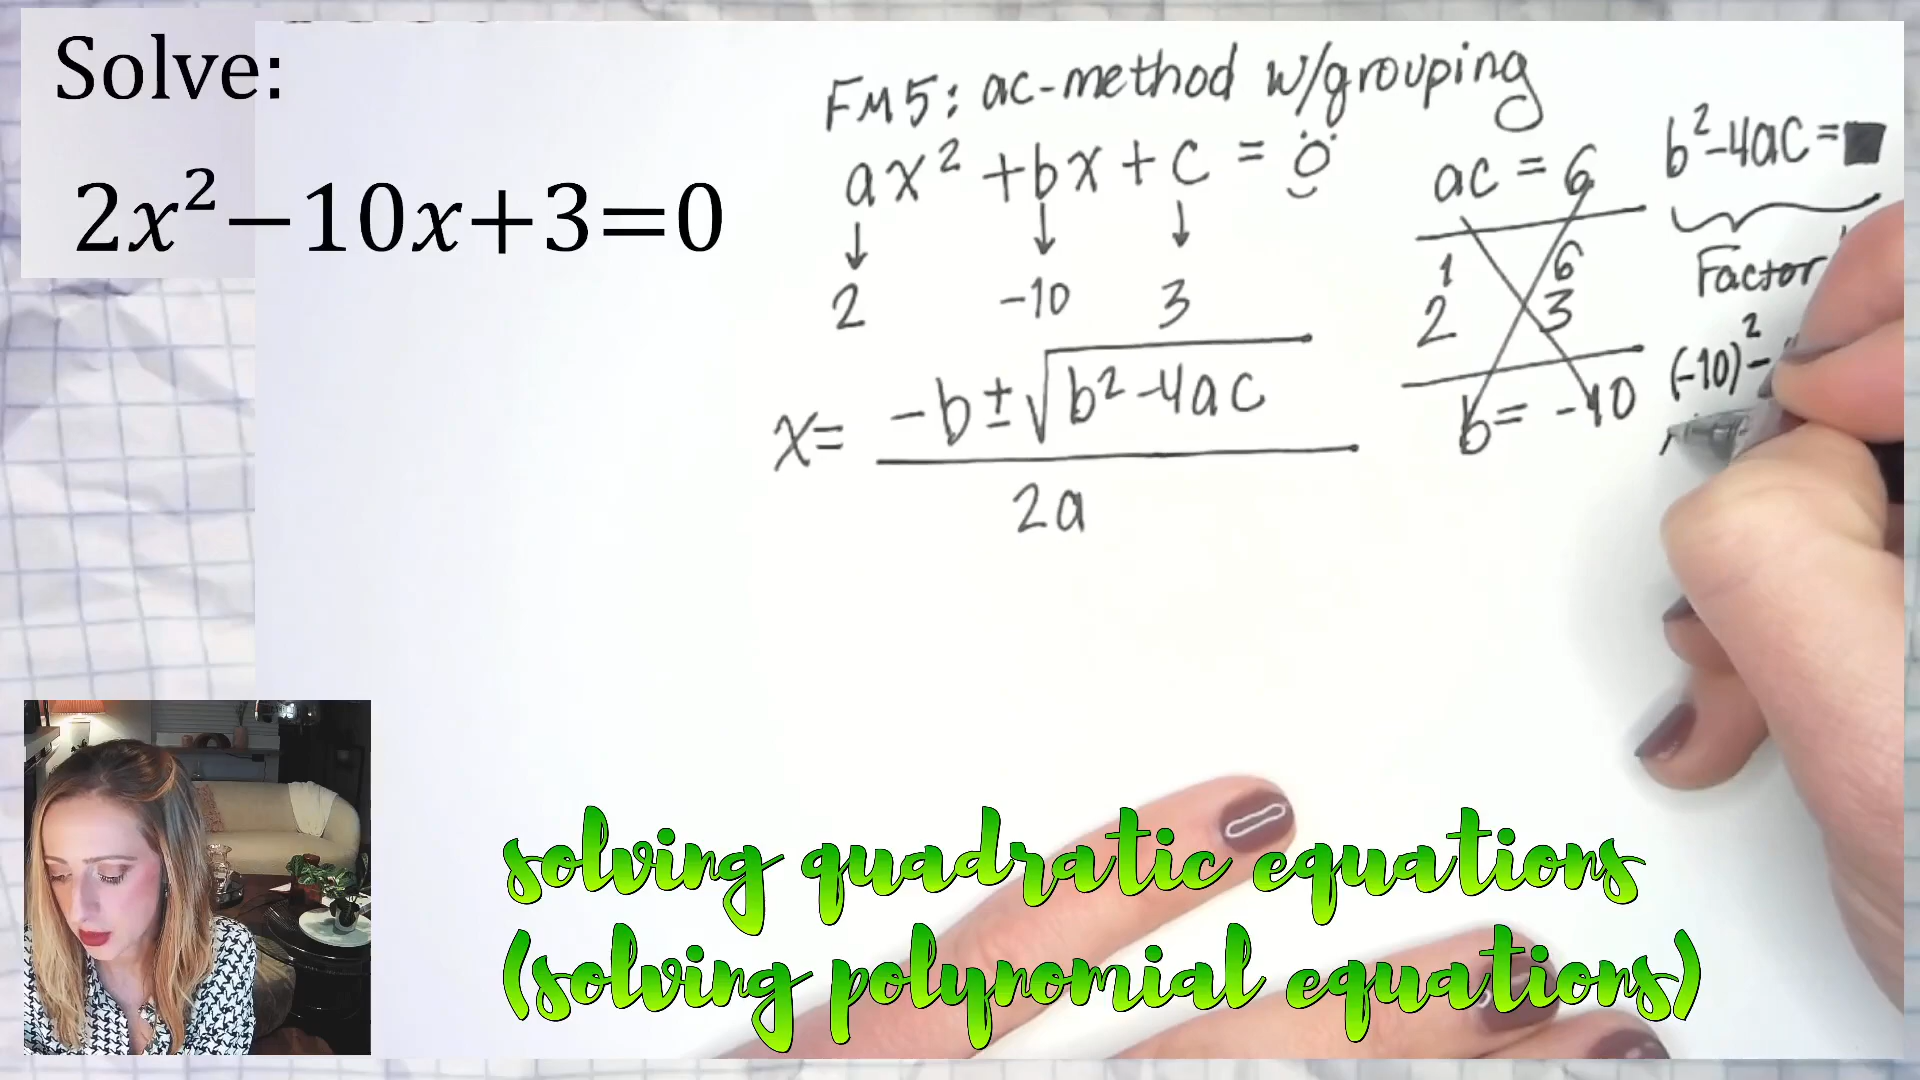 Solve:
2x²−10x+3=0
FM5: ac-method w/grouping
ax² + bx + c = 0
↓ ↓ ↓
2 -10 3
x= -b±√b²-4ac
2a
ac = 6
1 6
2 3
b= -10
b²-4ac=■
Factor
(-10)² -
solving quadratic equations
(solving polynomial equations)